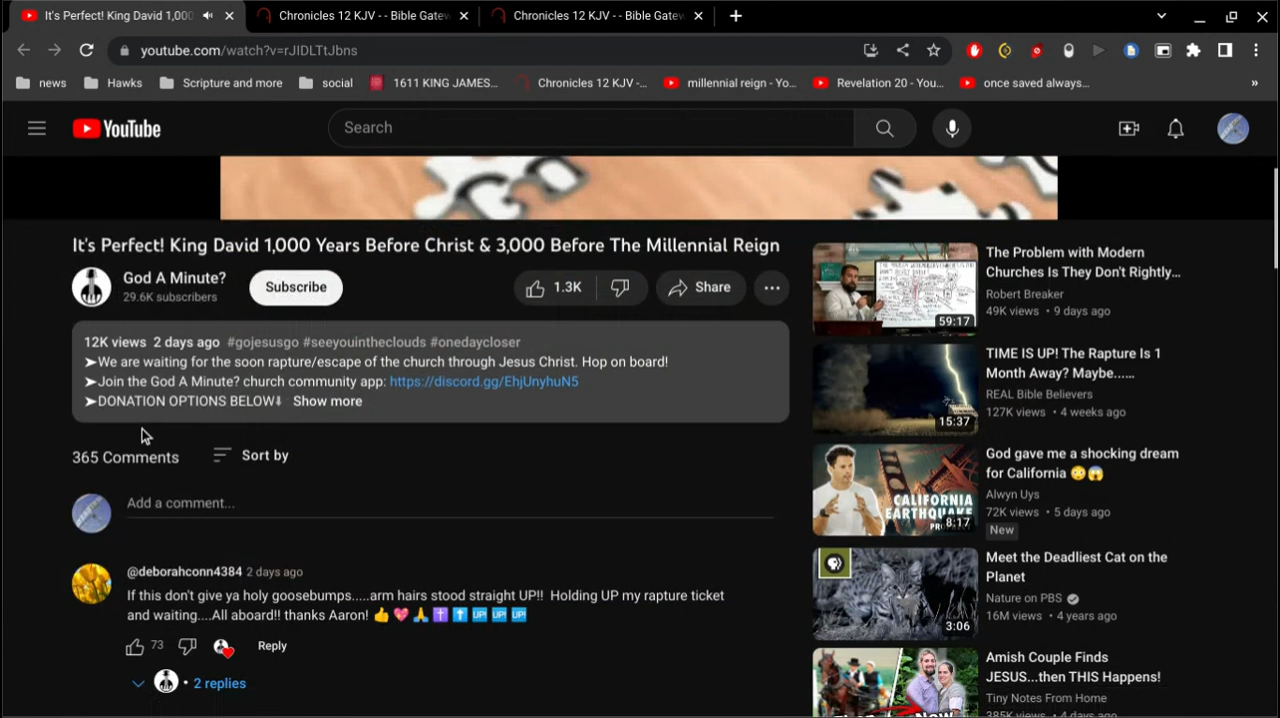 It's Perfect! King David 1,000
Chronicles 12 KJV - - Bible Gatew
Chronicles 12 KJV - - Bible Gatew
youtube.com/watch?v=rJIDLTtJbns
news
Hawks
Scripture and more
social
1611 KING JAMES...
Chronicles 12 KJV -...
millennial reign - Yo...
Revelation 20 - You...
once saved always...
YouTube
Search
It's Perfect! King David 1,000 Years Before Christ & 3,000 Before The Millennial Reign
God A Minute?
29.6K subscribers
Subscribe
1.3K
Share
12K views 2 days ago #gojesusgo #seeyouintheclouds #onedaycloser
➤We are waiting for the soon rapture/escape of the church through Jesus Christ. Hop on board!
➤Join the God A Minute? church community app: https://discord.gg/EhjUnyhuN5
➤DONATION OPTIONS BELOW⬇ Show more
365 Comments
Sort by
Add a comment...
@deborahconn4384 2 days ago
If this don't give ya holy goosebumps.....arm hairs stood straight UP!! Holding UP my rapture ticket
and waiting....All aboard!! thanks Aaron! 👍💖🙏✝️⬆️🆙🆙🆙
73
Reply
2 replies
59:17
The Problem with Modern
Churches Is They Don't Rightly...
Robert Breaker
49K views • 9 days ago
15:37
TIME IS UP! The Rapture Is 1
Month Away? Maybe......
REAL Bible Believers
127K views • 4 weeks ago
CALIFORNIA
EARTHQUAKE
8:17
God gave me a shocking dream
for California 😳😱
Alwyn Uys
72K views • 5 days ago
New
3:06
Meet the Deadliest Cat on the
Planet
Nature on PBS
16M views • 4 years ago
Amish Couple Finds
JESUS...then THIS Happens!
Tiny Notes From Home
385K views • 4 days ago